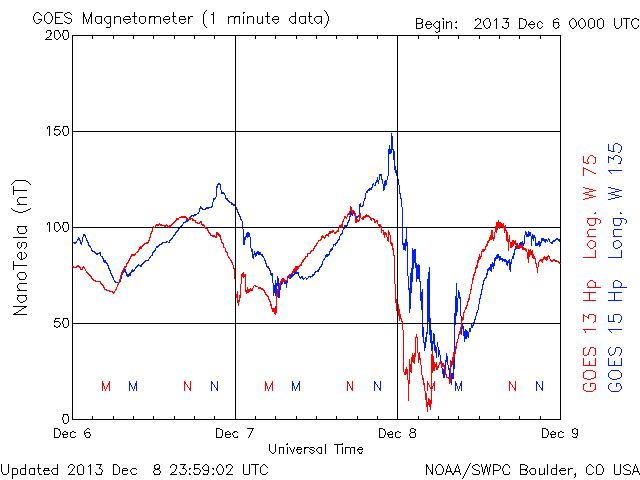 GOES Magnetometer (1 minute data)
Begin: 2013 Dec 6 0000 UTC
200
150
100
50
0
NanoTesla (nT)
M M N N M M N N M M N N
Dec 6 Dec 7 Dec 8 Dec 9
Universal Time
GOES 13 Hp Long. W 75
GOES 15 Hp Long. W 135
Updated 2013 Dec 8 23:59:02 UTC
NOAA/SWPC Boulder, CO USA